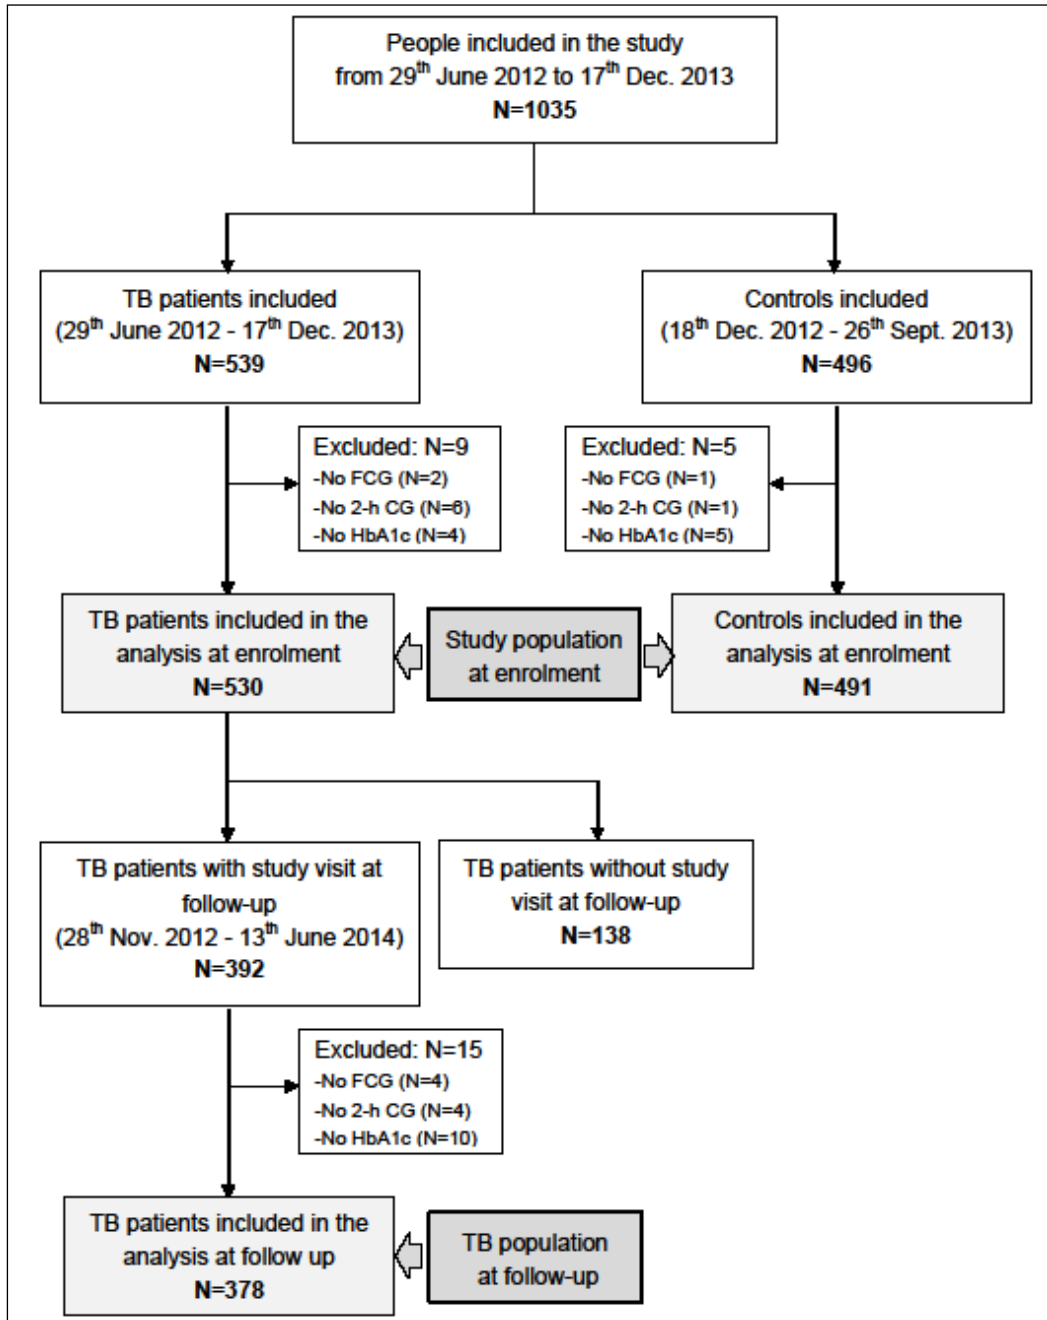 People included in the study
from 29th June 2012 to 17th Dec. 2013
N=1035
TB patients included
(29th June 2012 - 17th Dec. 2013)
N=539
Controls included
(18th Dec. 2012 - 26th Sept. 2013)
N=496
Excluded: N=9
-No FCG (N=2)
-No 2-h CG (N=6)
-No HbA1c (N=4)
Excluded: N=5
-No FCG (N=1)
-No 2-h CG (N=1)
-No HbA1c (N=5)
TB patients included in the
analysis at enrolment
N=530
Study population
at enrolment
Controls included in the
analysis at enrolment
N=491
TB patients with study visit at
follow-up
(28th Nov. 2012 - 13th June 2014)
N=392
TB patients without study
visit at follow-up
N=138
Excluded: N=15
-No FCG (N=4)
-No 2-h CG (N=4)
-No HbA1c (N=10)
TB patients included in the
analysis at follow up
N=378
TB population
at follow-up